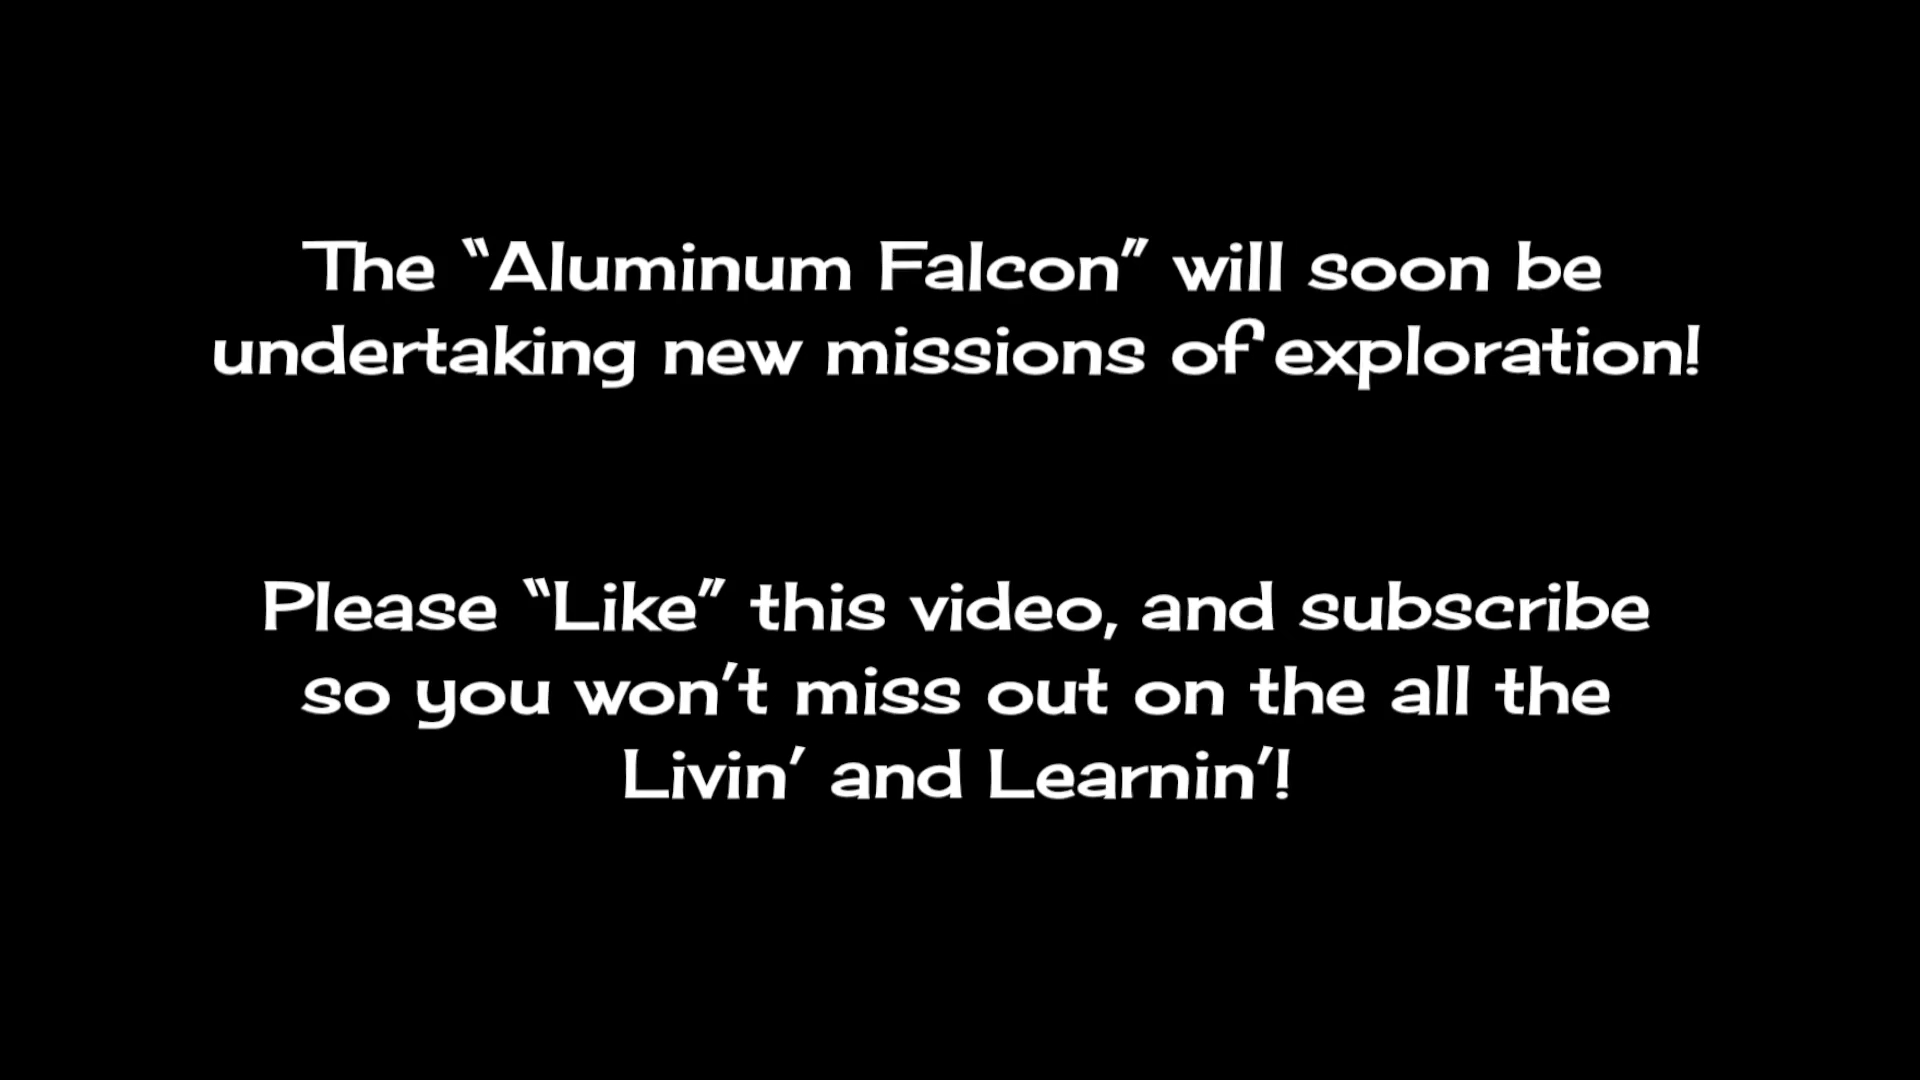 The “Aluminum Falcon” will soon be
undertaking new missions of exploration!
Please “Like” this video, and subscribe
so you won’t miss out on the all the
Livin’ and Learnin’!